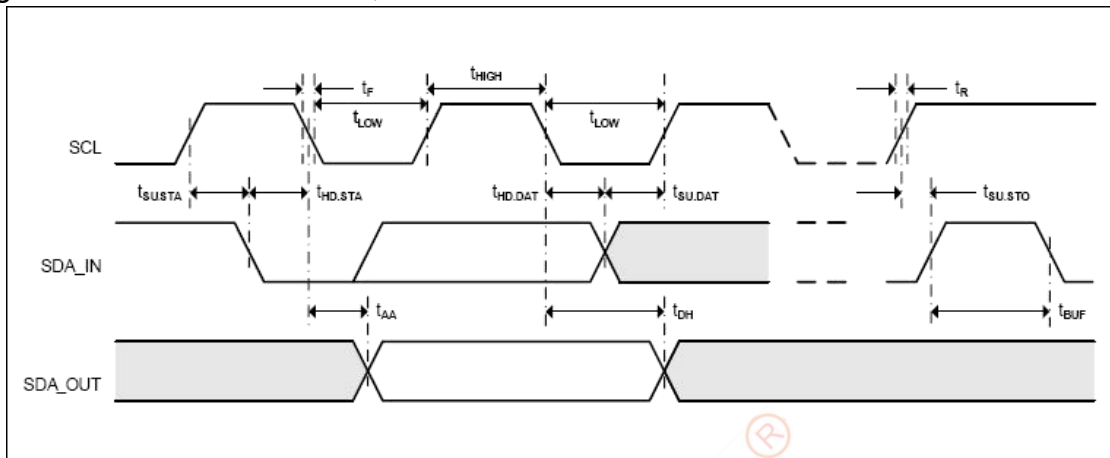 tF
tHIGH
tR
tLOW
tLOW
SCL
tSU.STA
tHD.STA
tHD.DAT
tSU.DAT
tSU.STO
SDA_IN
tAA
tDH
tBUF
SDA_OUT
®